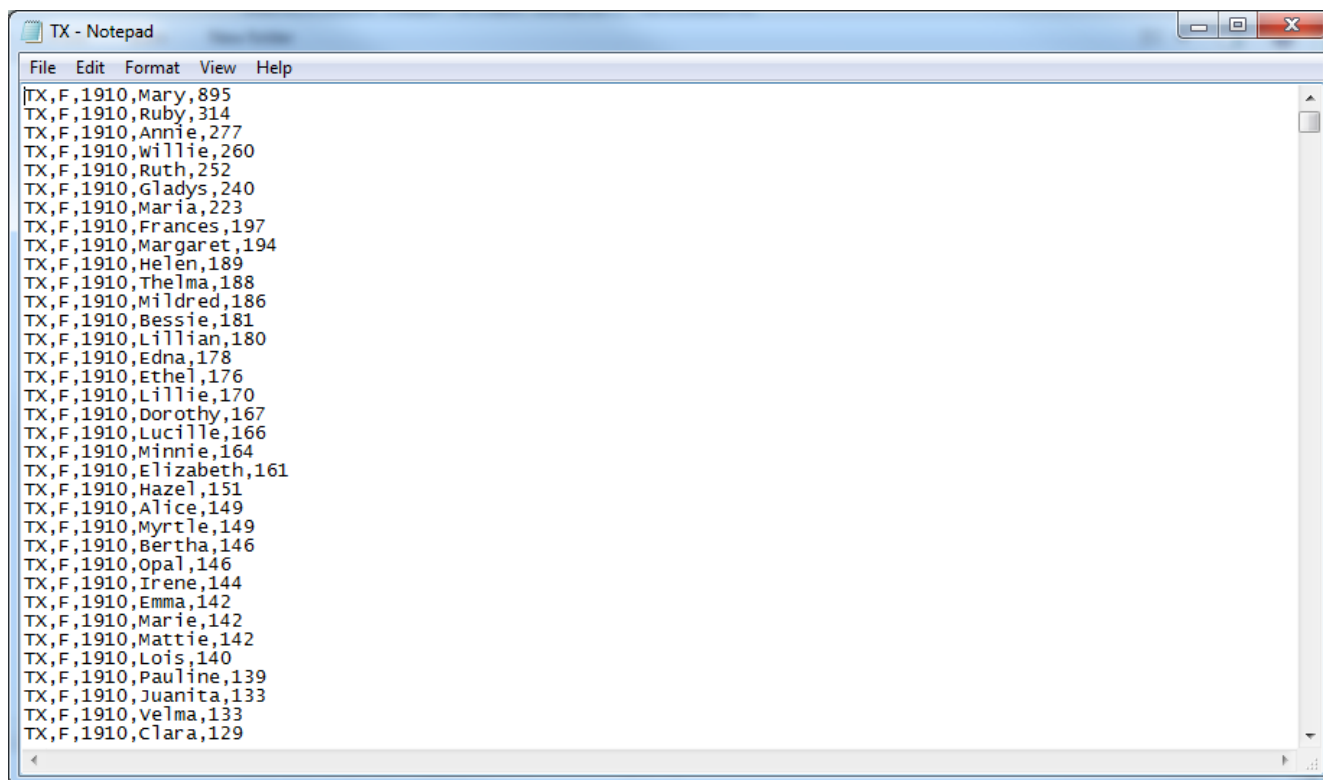 TX - Notepad
File Edit Format View Help
TX,F,1910,Mary,895
TX,F,1910,Ruby,314
TX,F,1910,Annie,277
TX,F,1910,Willie,260
TX,F,1910,Ruth,252
TX,F,1910,Gladys,240
TX,F,1910,Maria,223
TX,F,1910,Frances,197
TX,F,1910,Margaret,194
TX,F,1910,Helen,189
TX,F,1910,Thelma,188
TX,F,1910,Mildred,186
TX,F,1910,Bessie,181
TX,F,1910,Lillian,180
TX,F,1910,Edna,178
TX,F,1910,Ethel,176
TX,F,1910,Lillie,170
TX,F,1910,Dorothy,167
TX,F,1910,Lucille,166
TX,F,1910,Minnie,164
TX,F,1910,Elizabeth,161
TX,F,1910,Hazel,151
TX,F,1910,Alice,149
TX,F,1910,Myrtle,149
TX,F,1910,Bertha,146
TX,F,1910,Opal,146
TX,F,1910,Irene,144
TX,F,1910,Emma,142
TX,F,1910,Marie,142
TX,F,1910,Mattie,142
TX,F,1910,Lois,140
TX,F,1910,Pauline,139
TX,F,1910,Juanita,133
TX,F,1910,Velma,133
TX,F,1910,Clara,129